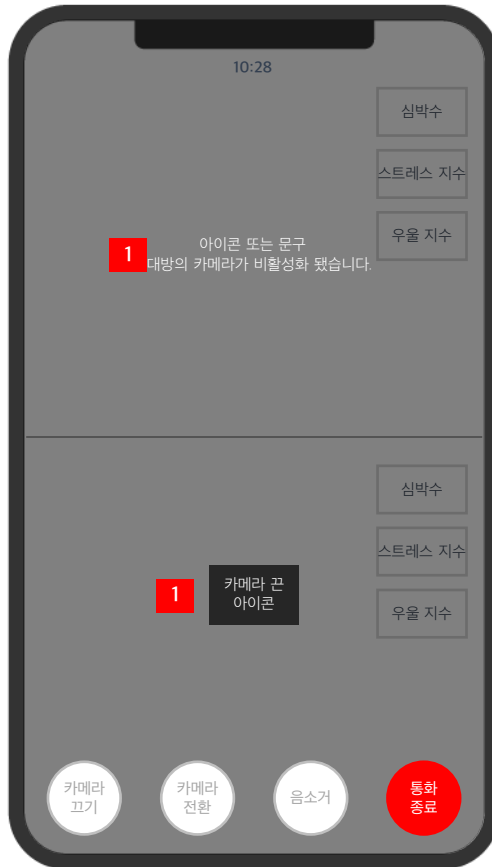 10:28
심박수
스트레스 지수
우울 지수
1
아이콘 또는 문구
대방의 카메라가 비활성화 됐습니다.
심박수
스트레스 지수
우울 지수
1
카메라 끈
아이콘
카메라
끄기
카메라
전환
음소거
통화
종료